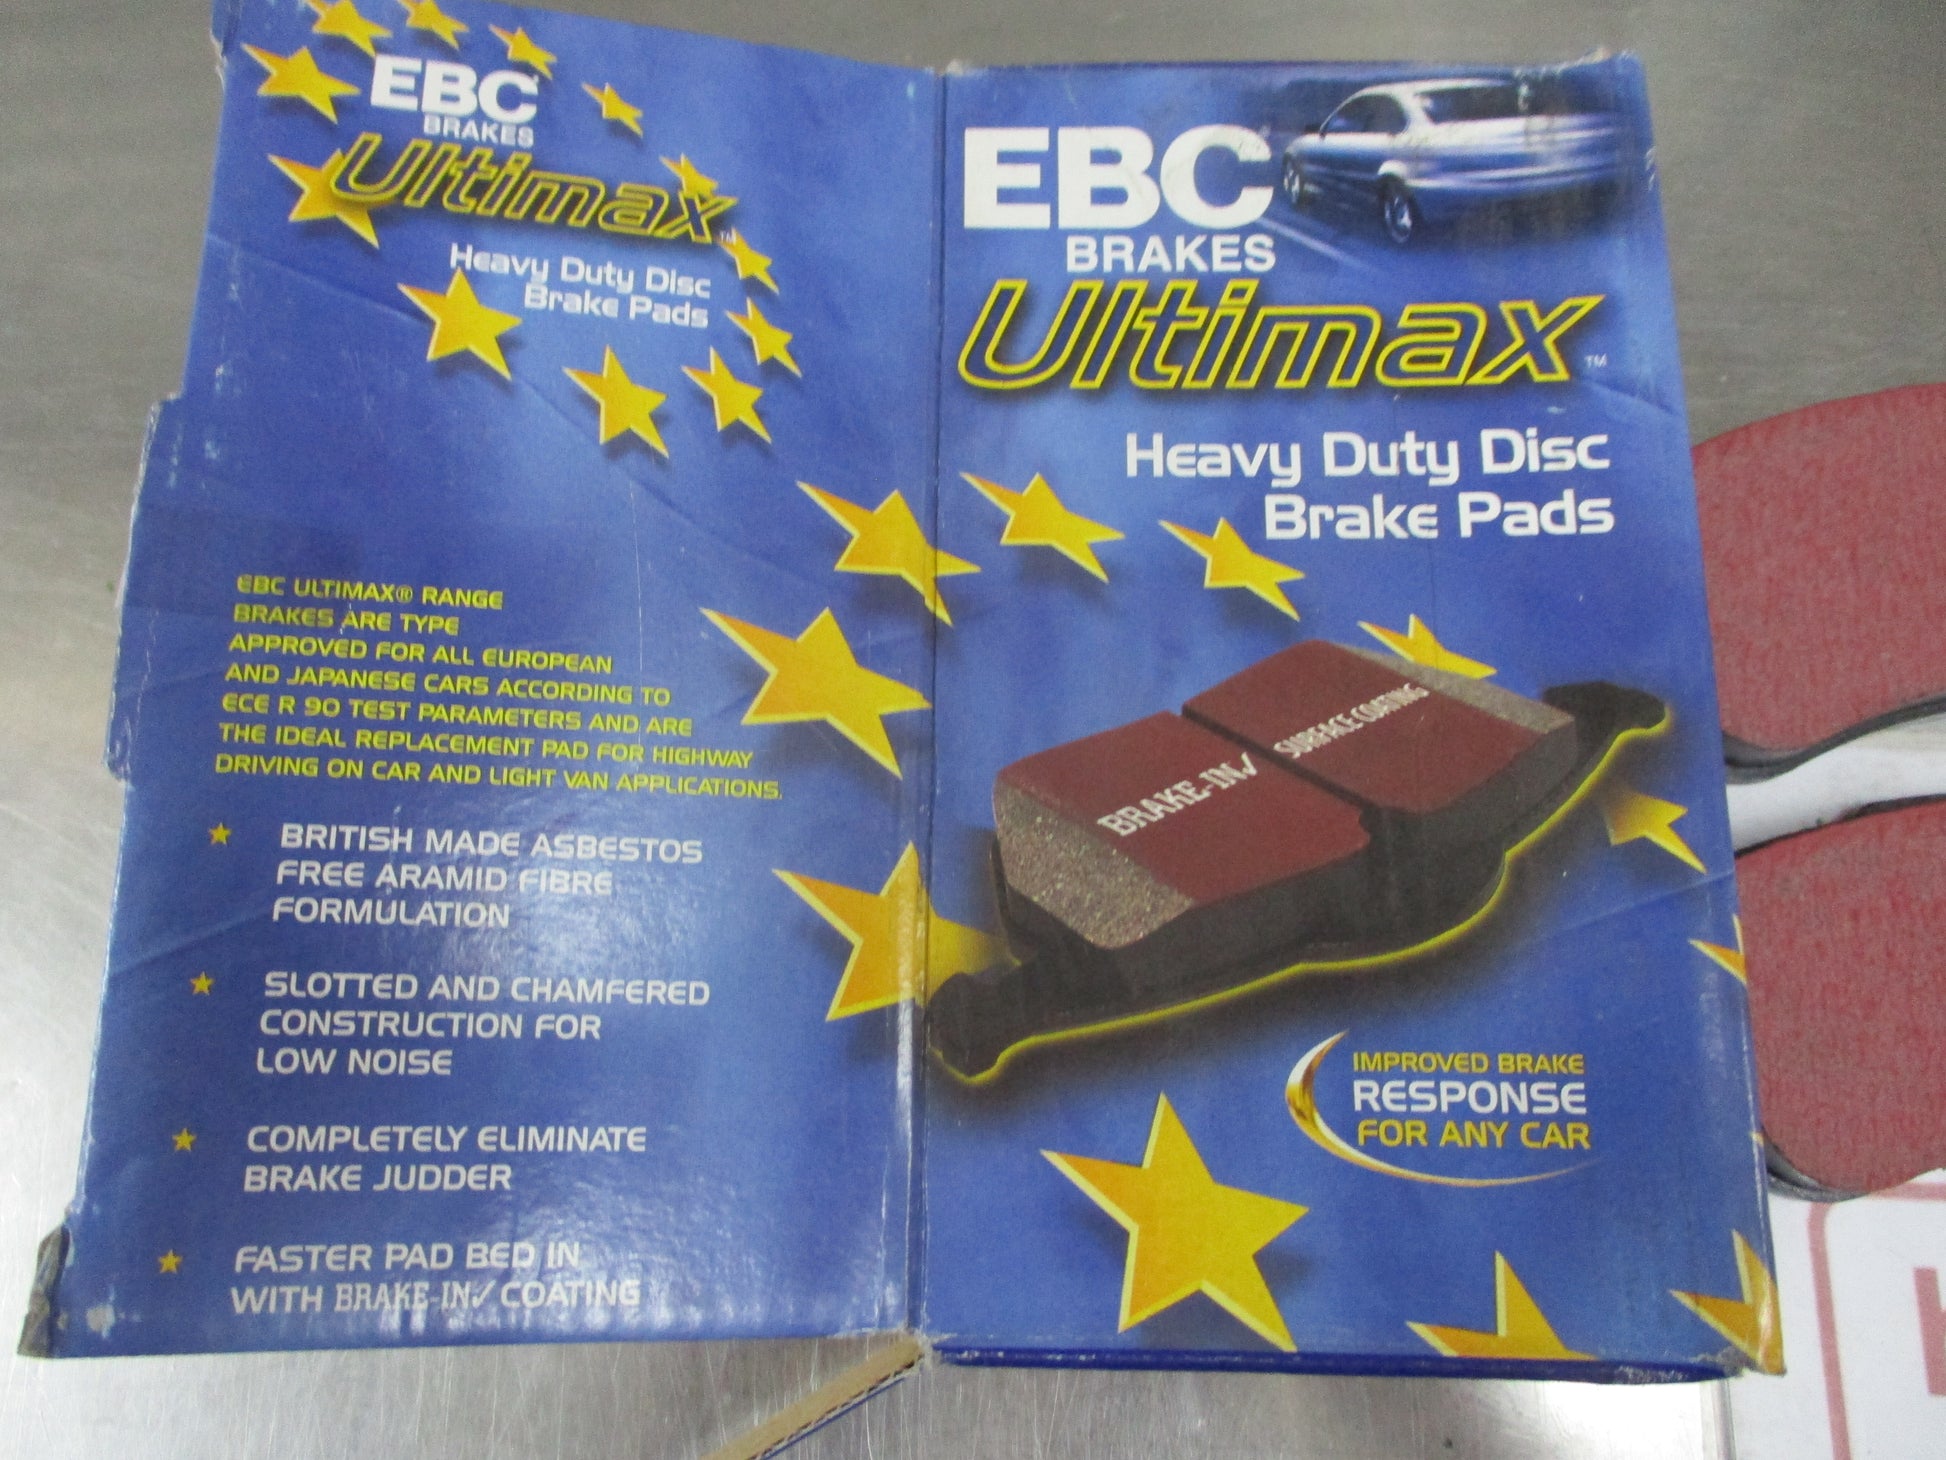 EBC
BRAKES
Ultimax™
Heavy Duty Disc
Brake Pads
EBC ULTIMAX® RANGE
BRAKES ARE TYPE
APPROVED FOR ALL EUROPEAN
AND JAPANESE CARS ACCORDING TO
ECE R 90 TEST PARAMETERS AND ARE
THE IDEAL REPLACEMENT PAD FOR HIGHWAY
DRIVING ON CAR AND LIGHT VAN APPLICATIONS.
BRITISH MADE ASBESTOS
FREE ARAMID FIBRE
FORMULATION
SLOTTED AND CHAMFERED
CONSTRUCTION FOR
LOW NOISE
COMPLETELY ELIMINATE
BRAKE JUDDER
FASTER PAD BED IN
WITH BRAKE-IN✓ COATING
EBC
BRAKES
Ultimax™
Heavy Duty Disc
Brake Pads
BRAKE-IN✓
SURFACE COATING
IMPROVED BRAKE
RESPONSE
FOR ANY CAR